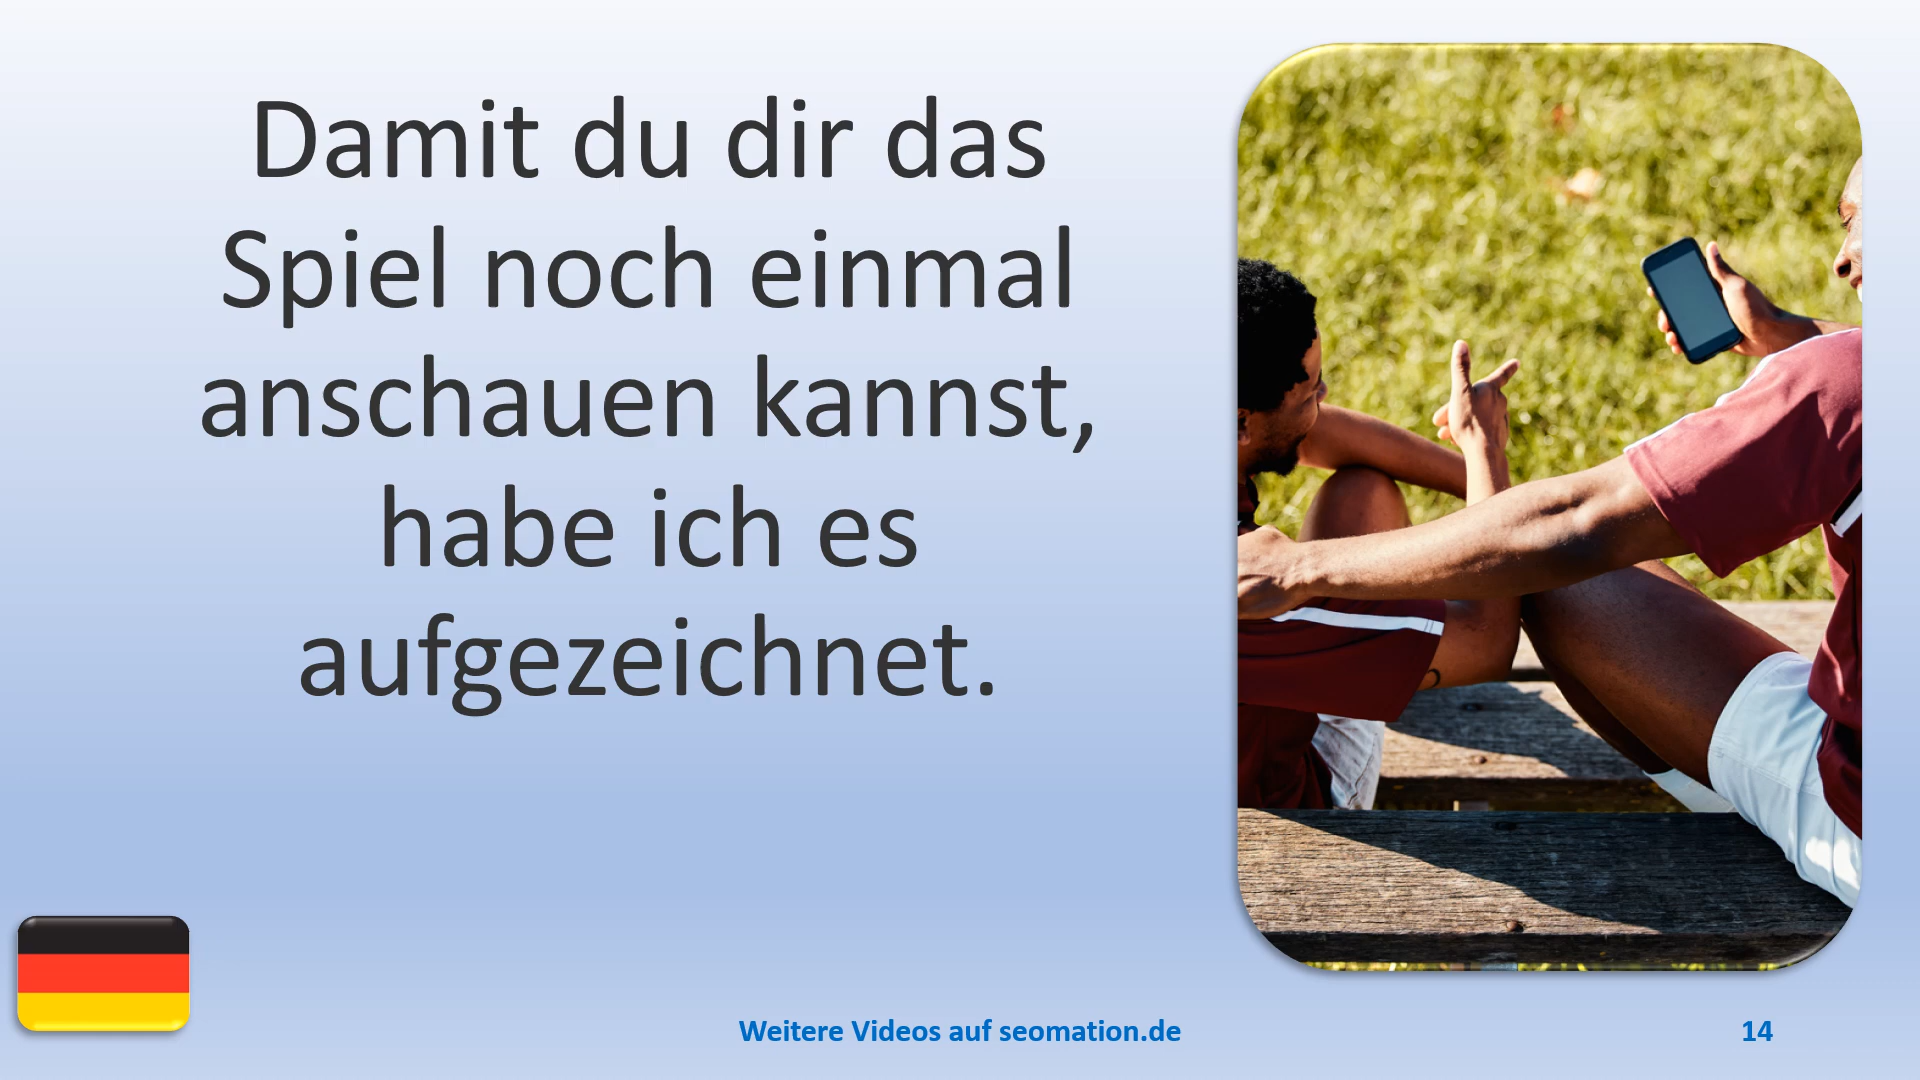 Damit du dir das
Spiel noch einmal
anschauen kannst,
habe ich es
aufgezeichnet.
Weitere Videos auf seomation.de
14